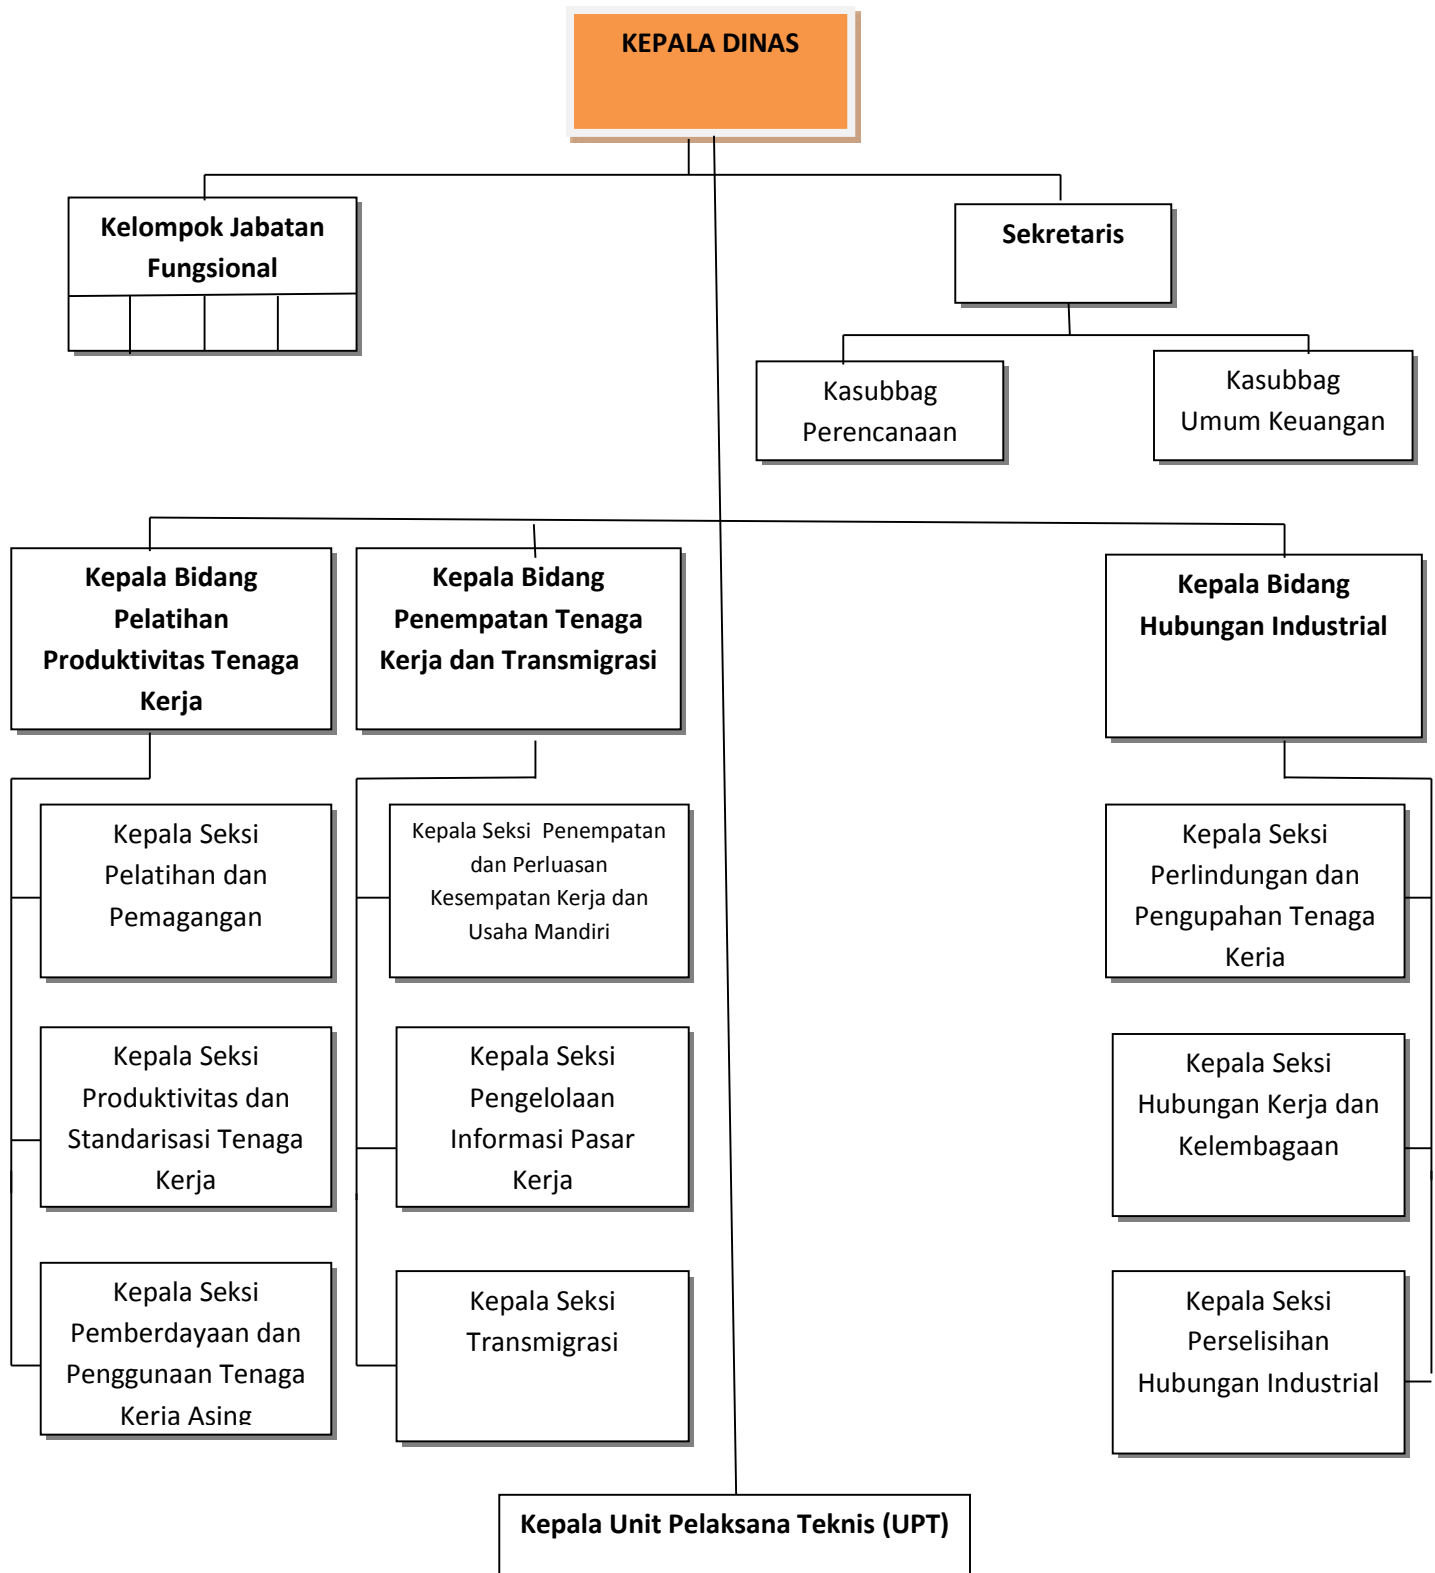 KEPALA DINAS
Kelompok Jabatan
Fungsional
Sekretaris
Kasubbag
Perencanaan
Kasubbag
Umum Keuangan
Kepala Bidang
Pelatihan
Produktivitas Tenaga
Kerja
Kepala Bidang
Penempatan Tenaga
Kerja dan Transmigrasi
Kepala Bidang
Hubungan Industrial
Kepala Seksi
Pelatihan dan
Pemagangan
Kepala Seksi Penempatan
dan Perluasan
Kesempatan Kerja dan
Usaha Mandiri
Kepala Seksi
Perlindungan dan
Pengupahan Tenaga
Kerja
Kepala Seksi
Produktivitas dan
Standarisasi Tenaga
Kerja
Kepala Seksi
Pengelolaan
Informasi Pasar
Kerja
Kepala Seksi
Hubungan Kerja dan
Kelembagaan
Kepala Seksi
Pemberdayaan dan
Penggunaan Tenaga
Kerja Asing
Kepala Seksi
Transmigrasi
Kepala Seksi
Perselisihan
Hubungan Industrial
Kepala Unit Pelaksana Teknis (UPT)